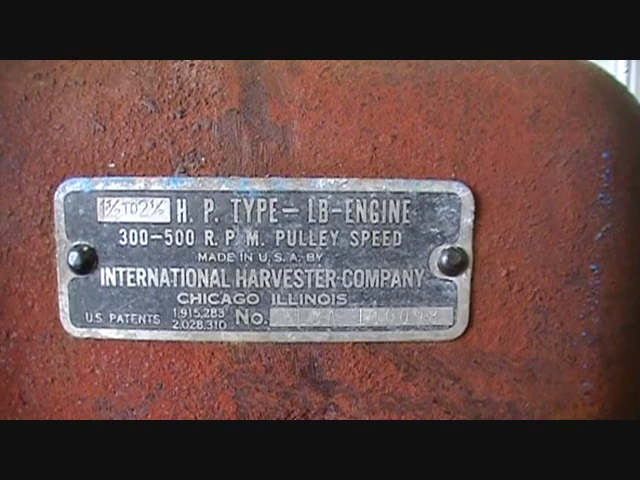 1½ TO 2½ H. P. TYPE - LB - ENGINE
300-500 R. P. M. PULLEY SPEED
MADE IN U.S.A. BY
INTERNATIONAL HARVESTER COMPANY
CHICAGO ILLINOIS
U.S. PATENTS 1,915,283
2,028,310 No.